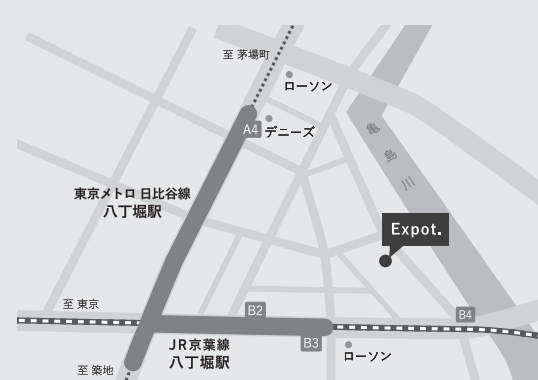 至 茅場町
ローソン
A4
デニーズ
亀島川
東京メトロ 日比谷線
八丁堀駅
Expot.
至 東京
B2
B4
B3
JR京葉線
八丁堀駅
ローソン
至 築地